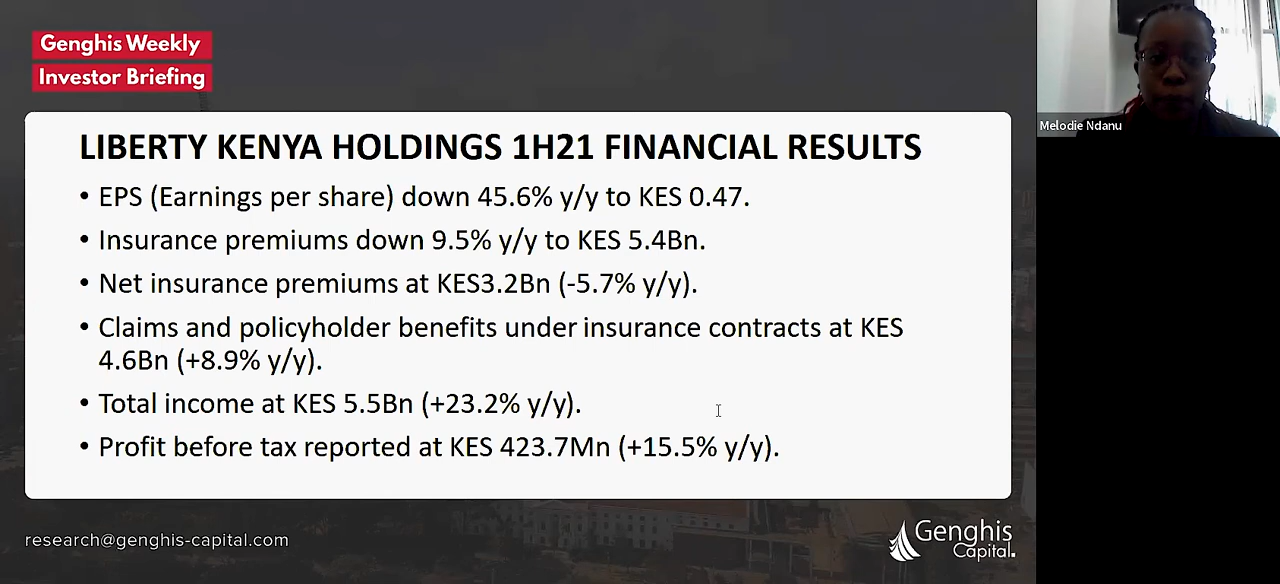 Genghis Weekly
Investor Briefing
Melodie Ndanu
LIBERTY KENYA HOLDINGS 1H21 FINANCIAL RESULTS
• EPS (Earnings per share) down 45.6% y/y to KES 0.47.
• Insurance premiums down 9.5% y/y to KES 5.4Bn.
• Net insurance premiums at KES3.2Bn (-5.7% y/y).
• Claims and policyholder benefits under insurance contracts at KES
4.6Bn (+8.9% y/y).
• Total income at KES 5.5Bn (+23.2% y/y).
• Profit before tax reported at KES 423.7Mn (+15.5% y/y).
research@genghis-capital.com
Genghis
Capital.